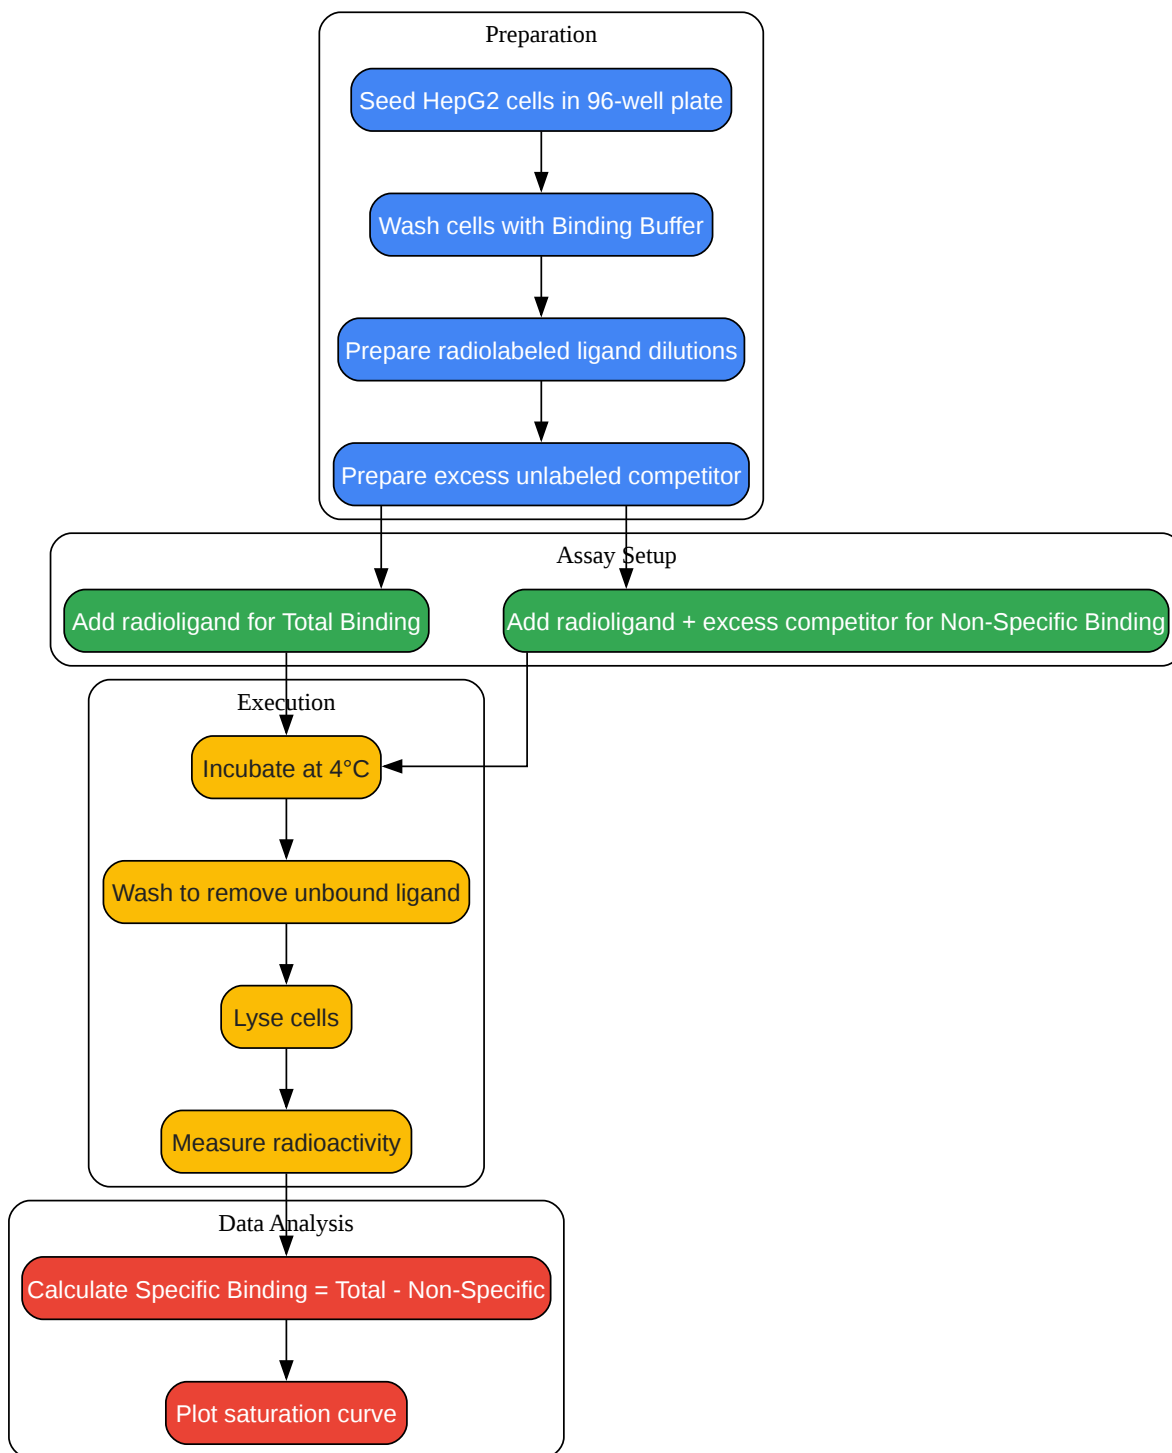 Preparation
Seed HepG2 cells in 96-well plate
Wash cells with Binding Buffer
Prepare radiolabeled ligand dilutions
Prepare excess unlabeled competitor
Assay Setup
Add radioligand for Total Binding
Add radioligand + excess competitor for Non-Specific Binding
Execution
Incubate at 4°C
Wash to remove unbound ligand
Lyse cells
Measure radioactivity
Data Analysis
Calculate Specific Binding = Total - Non-Specific
Plot saturation curve